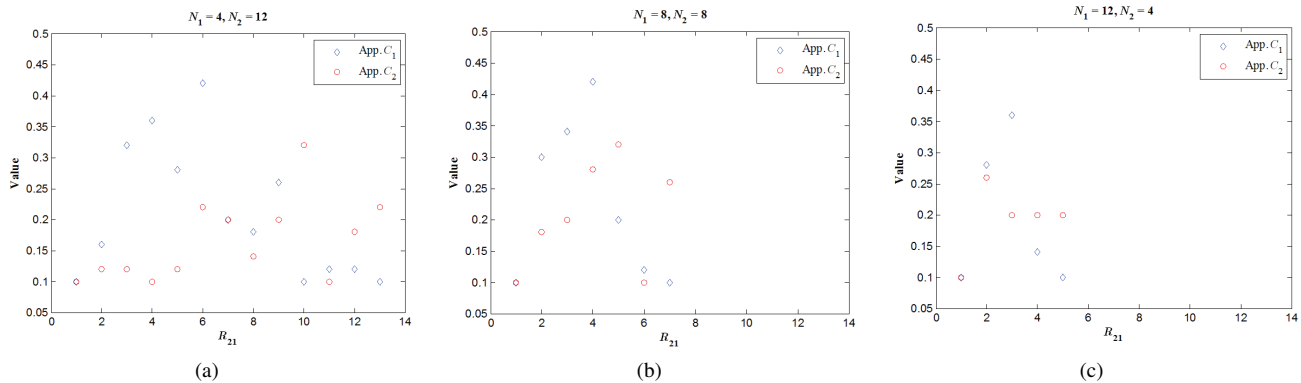 N1 = 4, N2 = 12
0.5
0.45
0.4
0.35
0.3
0.25
0.2
0.15
0.1
0.05
Value
App.C1
App.C2
0 2 4 6 8 10 12 14
R21
(a)
N1 = 8, N2 = 8
0.5
0.45
0.4
0.35
0.3
0.25
0.2
0.15
0.1
0.05
Value
App.C1
App.C2
0 2 4 6 8 10 12 14
R21
(b)
N1 = 12, N2 = 4
0.5
0.45
0.4
0.35
0.3
0.25
0.2
0.15
0.1
0.05
Value
App.C1
App.C2
0 2 4 6 8 10 12 14
R21
(c)